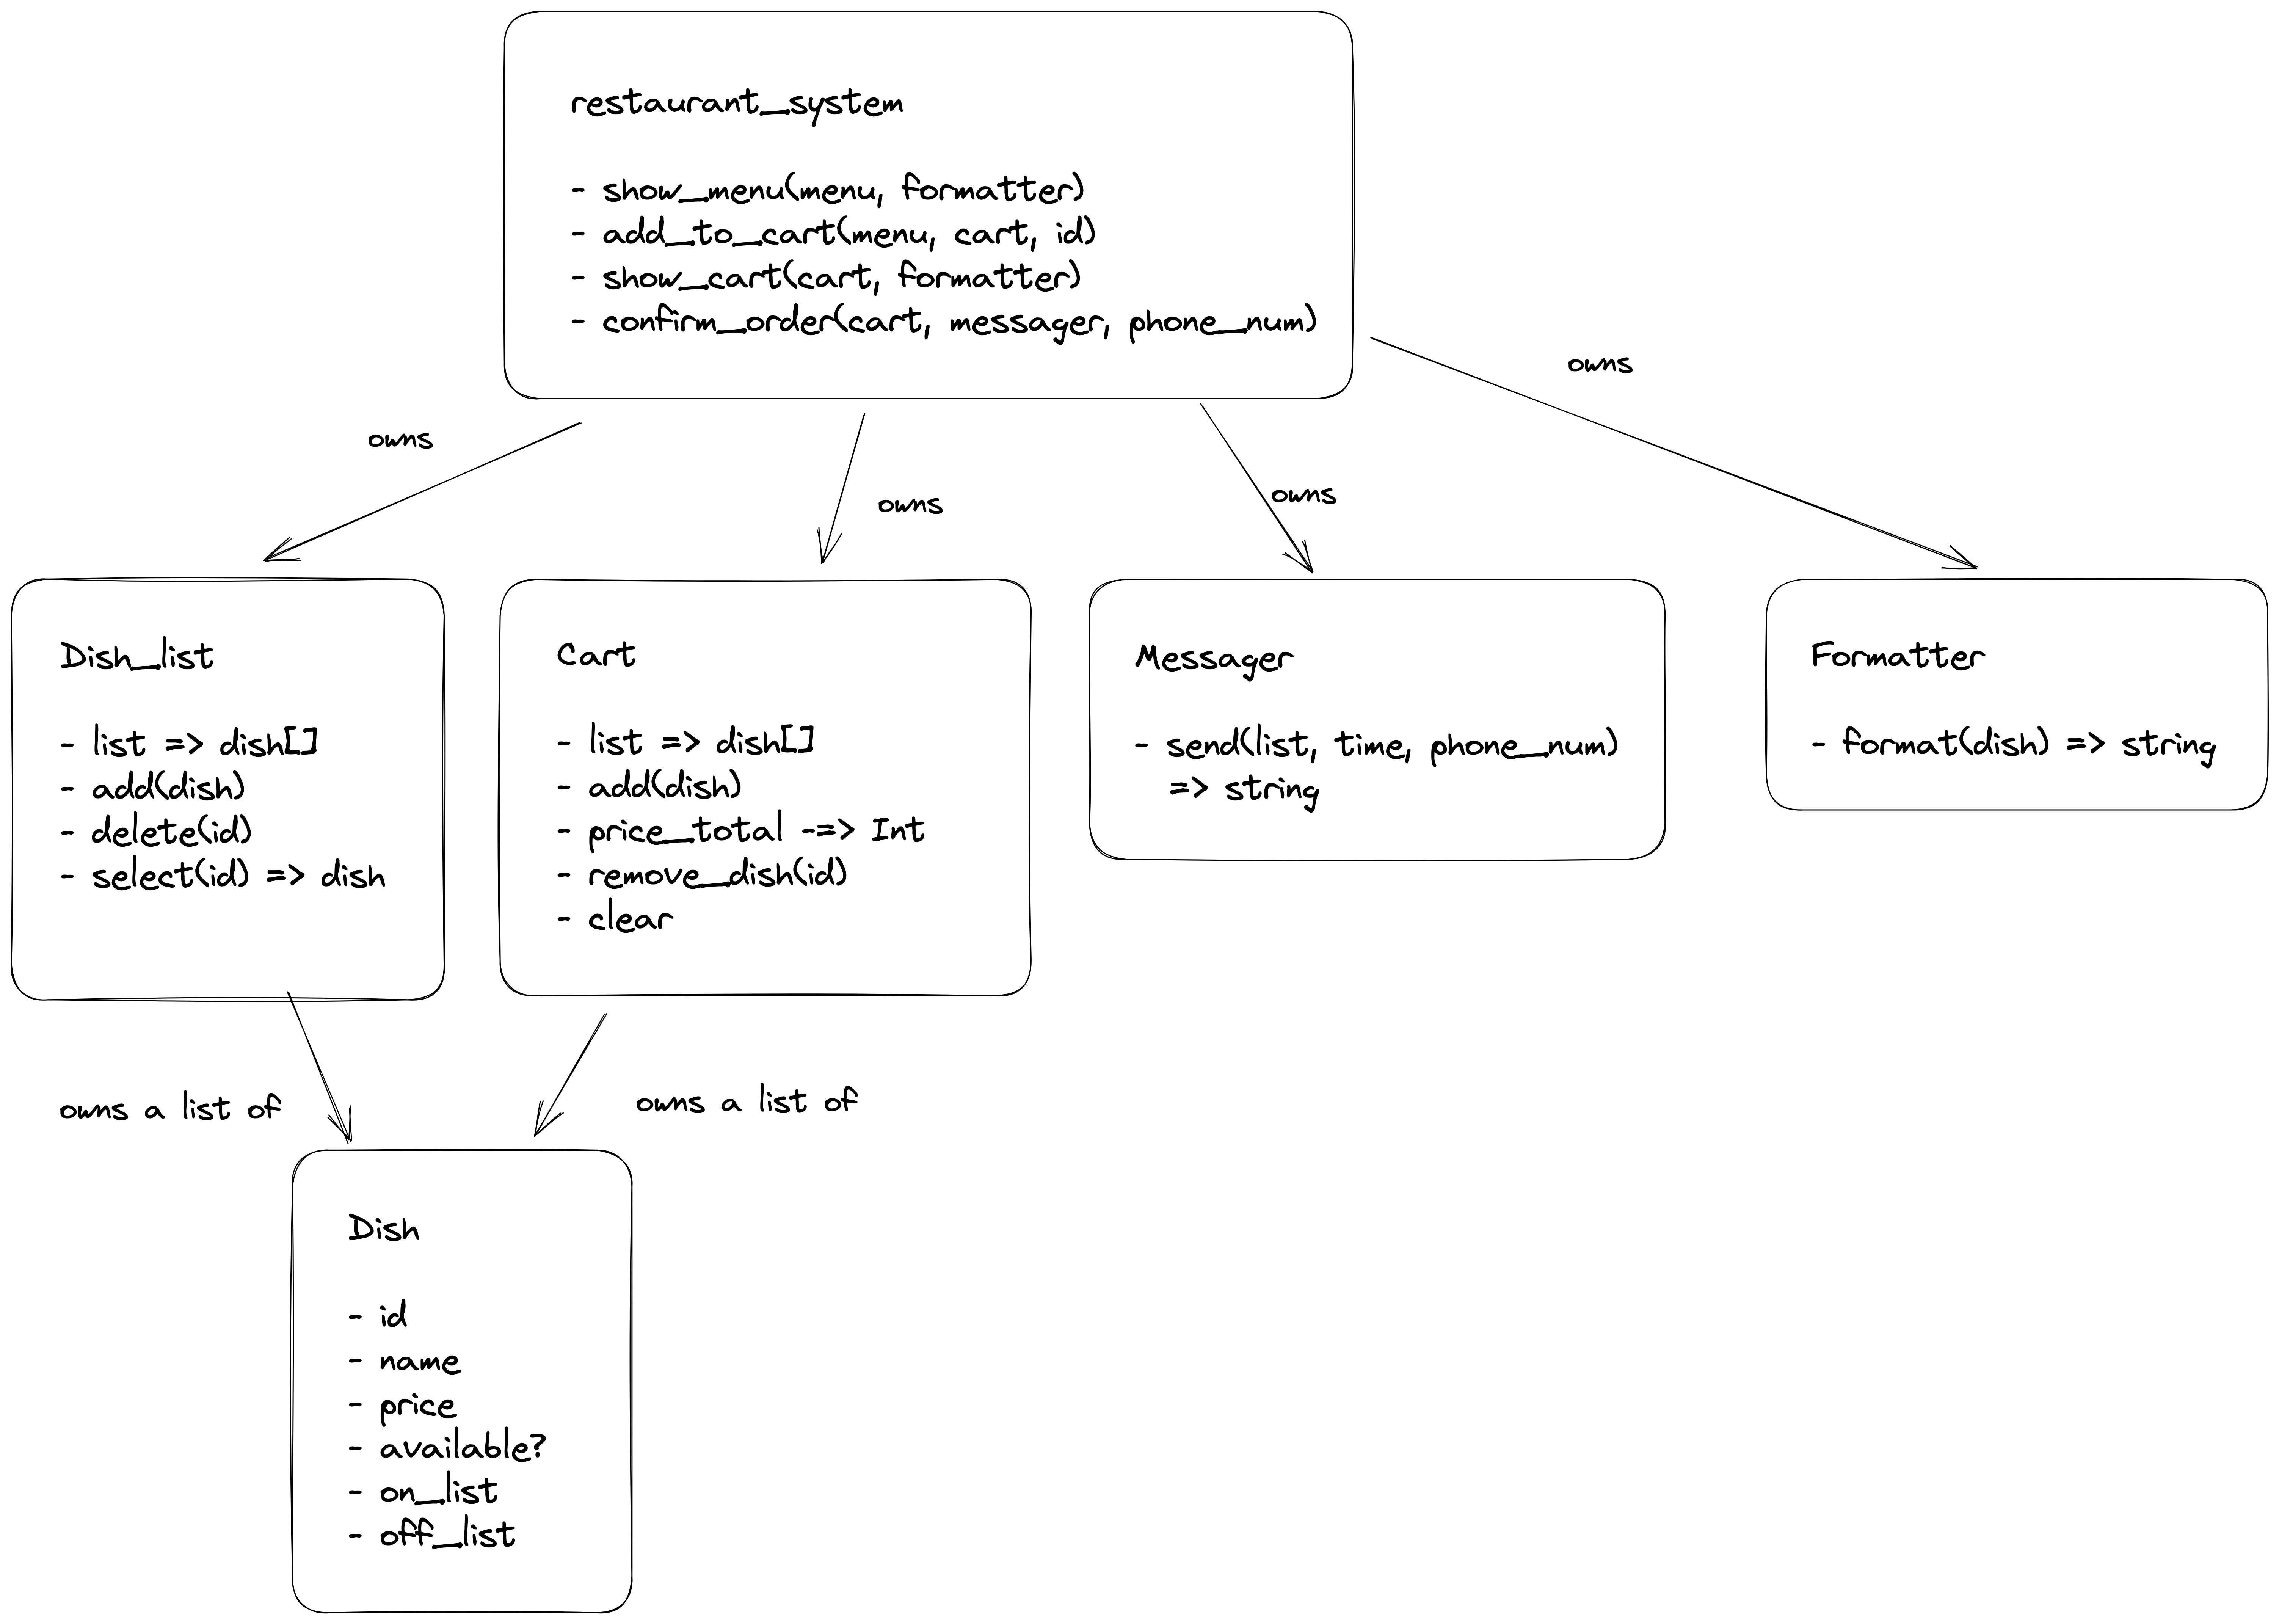 restaurant_system
- show_menu(menu, formatter)
- add_to_cart(menu, cart, id)
- show_cart(cart, formatter)
- confirm_order(cart, messager, phone_num)
owns
owns
owns
owns
Dish_list
- list => dish[]
- add(dish)
- delete(id)
- select(id) => dish
Cart
- list => dish[]
- add(dish)
- price_total -=> Int
- remove_dish(id)
- clear
Messager
- send(list, time, phone_num)
=> string
Formatter
- format(dish) => string
owns a list of
owns a list of
Dish
- id
- name
- price
- available?
- on_list
- off_list